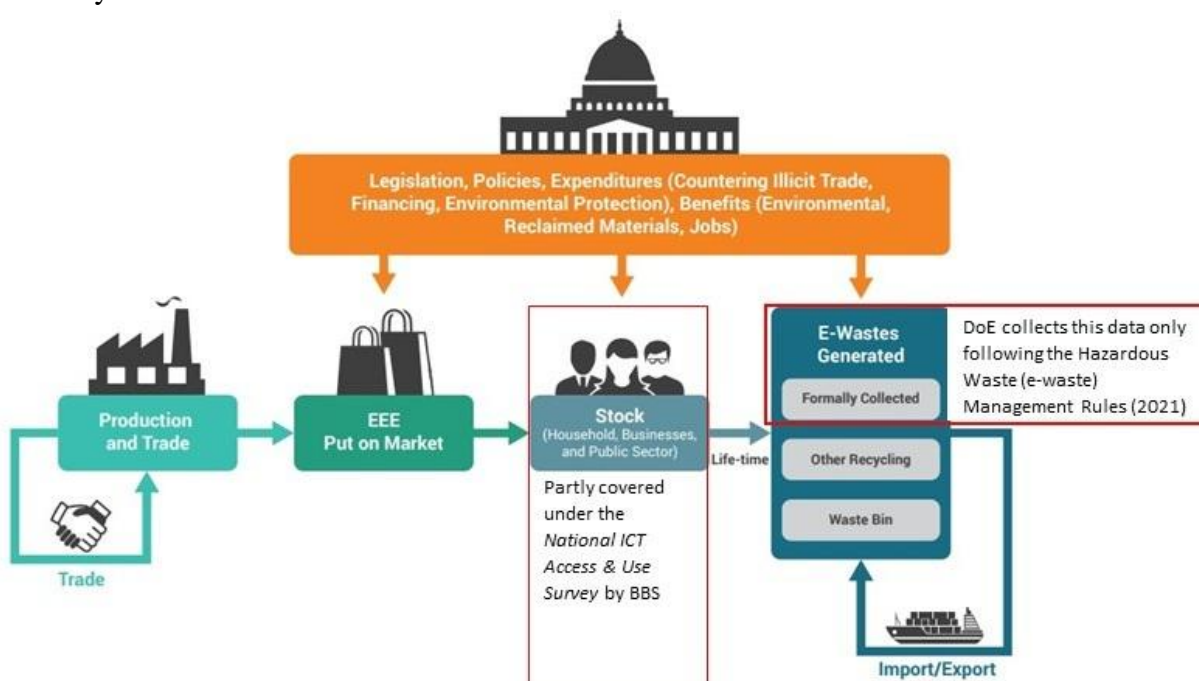 Legislation, Policies, Expenditures (Countering Illicit Trade,
Financing, Environmental Protection), Benefits (Environmental,
Reclaimed Materials, Jobs)
Production
and Trade
Trade
EEE
Put on Market
Stock
(Household, Businesses,
and Public Sector)
Partly covered
under the
National ICT
Access & Use
Survey by BBS
Life-time
E-Wastes
Generated
Formally Collected
Other Recycling
Waste Bin
DoE collects this data only
following the Hazardous
Waste (e-waste)
Management Rules (2021)
Import/Export